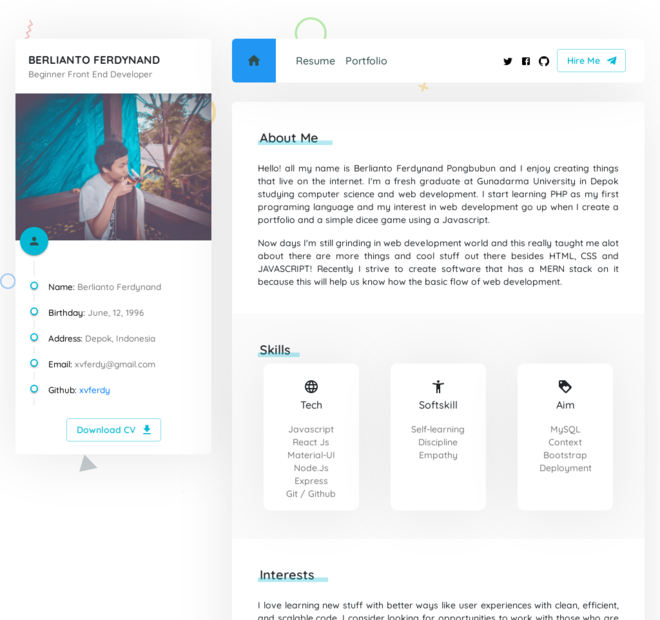 BERLIANTO FERDYNAND
Beginner Front End Developer
Name: Berlianto Ferdynand
Birthday: June, 12, 1996
Address: Depok, Indonesia
Email: xvferdy@gmail.com
Github: xvferdy
Download CV
Resume Portfolio
Hire Me
About Me
Hello! all my name is Berlianto Ferdynand Pongbubun and I enjoy creating things
that live on the internet. I'm a fresh graduate at Gunadarma University in Depok
studying computer science and web development. I start learning PHP as my first
programing language and my interest in web development go up when I create a
portfolio and a simple dicee game using a Javascript.
Now days I'm still grinding in web development world and this really taught me alot
about there are more things and cool stuff out there besides HTML, CSS and
JAVASCRIPT! Recently I strive to create software that has a MERN stack on it
because this will help us know how the basic flow of web development.
Skills
Tech
Javascript
React Js
Material-UI
Node.Js
Express
Git / Github
Softskill
Self-learning
Discipline
Empathy
Aim
MySQL
Context
Bootstrap
Deployment
Interests
I love learning new stuff with better ways like user experiences with clean, efficient,
and scalable code. I consider looking for opportunities to work with those who are